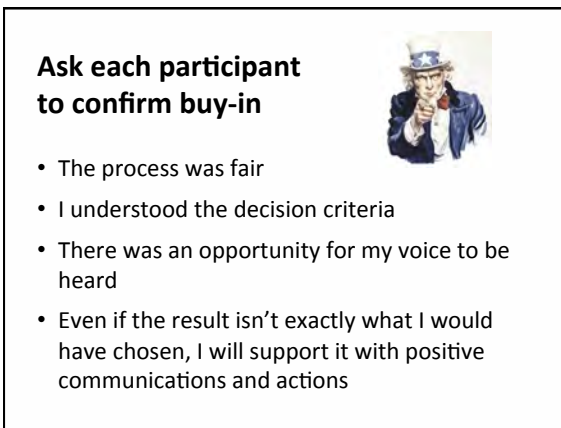 Ask each participant
to confirm buy-in
• The process was fair
• I understood the decision criteria
• There was an opportunity for my voice to be
heard
• Even if the result isn’t exactly what I would
have chosen, I will support it with positive
communications and actions